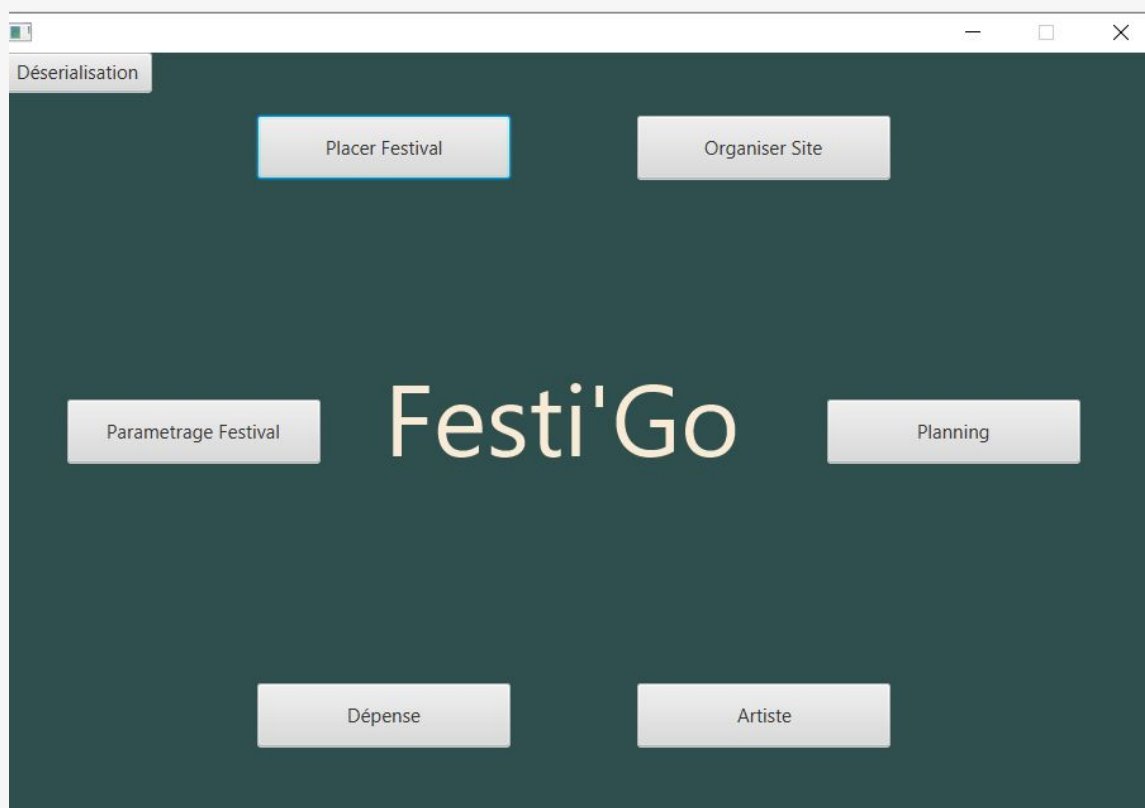 Déserialisation
Placer Festival
Organiser Site
Parametrage Festival
Festi'Go
Planning
Dépense
Artiste